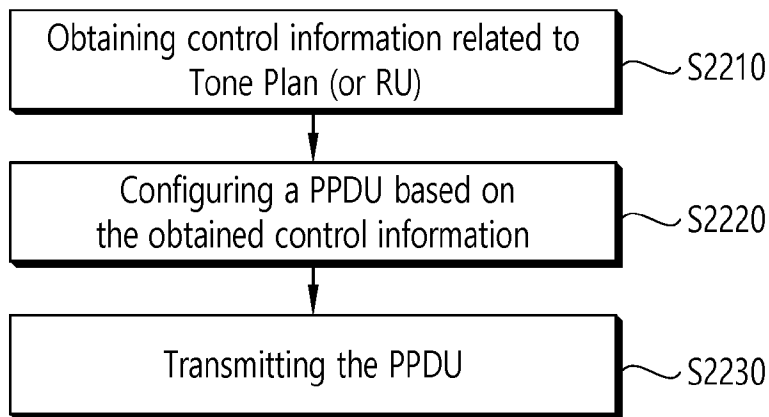 Obtaining control information related to
Tone Plan (or RU)
S2210
Configuring a PPDU based on
the obtained control information
S2220
Transmitting the PPDU
S2230